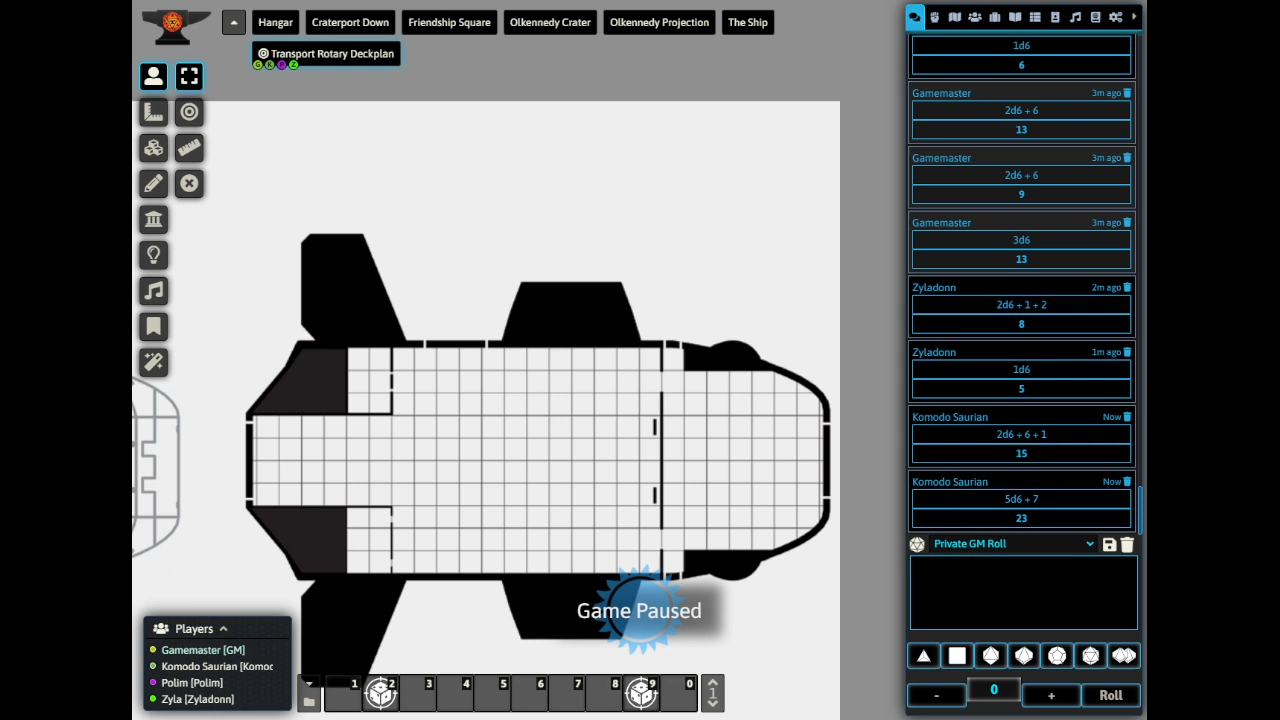 Hangar
Craterport Down
Friendship Square
Olkennedy Crater
Olkennedy Projection
The Ship
Transport Rotary Deckplan
G K P Z
1d6
6
Gamemaster 3m ago
2d6 + 6
13
Gamemaster 3m ago
2d6 + 6
9
Gamemaster 3m ago
3d6
13
Zyladonn 2m ago
2d6 + 1 + 2
8
Zyladonn 1m ago
1d6
5
Komodo Saurian Now
2d6 + 6 + 1
15
Komodo Saurian Now
5d6 + 7
23
Private GM Roll
Game Paused
Players
Gamemaster [GM]
Komodo Saurian [Komoc
Polim [Polim]
Zyla [Zyladonn]
1 2 3 4 5 6 7 8 9 0
1
- 0 + Roll